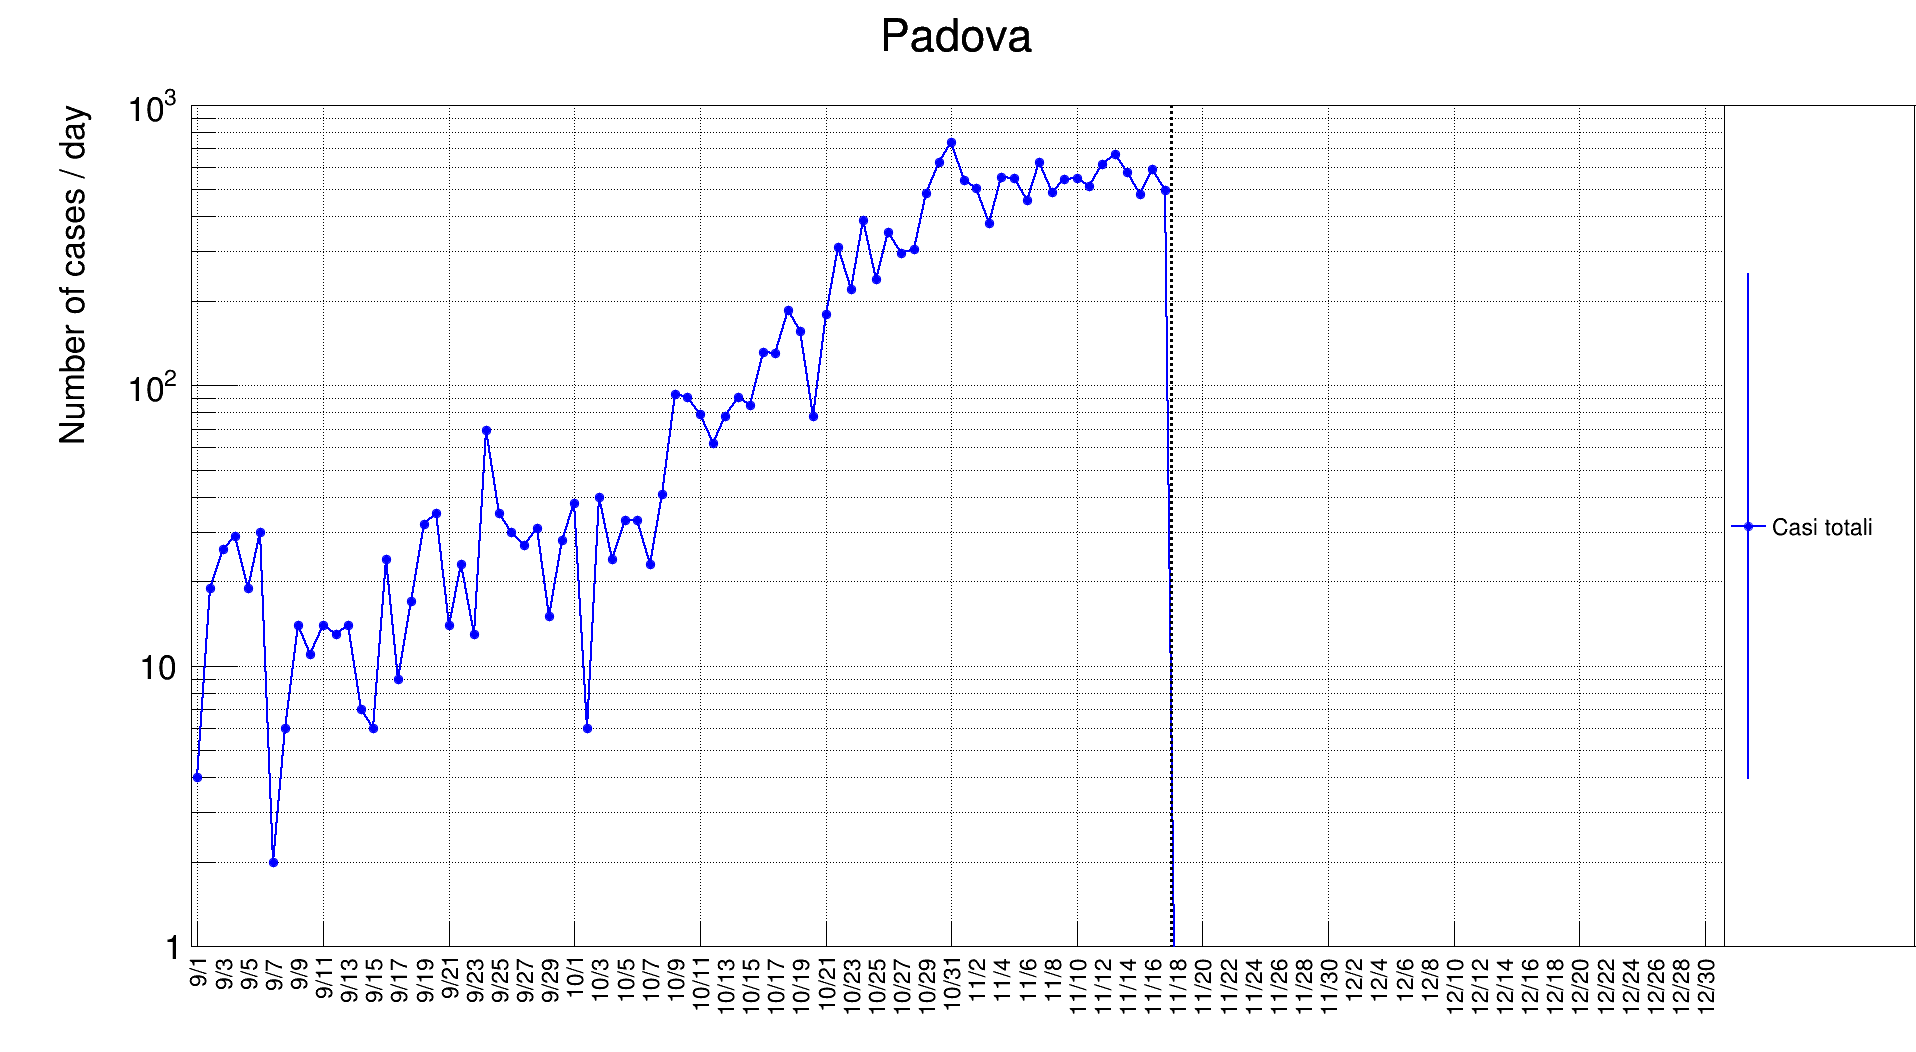 Padova
Number of cases / day
10³
10²
10
1
9/1 9/3 9/5 9/7 9/9 9/11 9/13 9/15 9/17 9/19 9/21 9/23 9/25 9/27 9/29 10/1 10/3 10/5 10/7 10/9 10/11 10/13 10/15 10/17 10/19 10/21 10/23 10/25 10/27 10/29 10/31 11/2 11/4 11/6 11/8 11/10 11/12 11/14 11/16 11/18 11/20 11/22 11/24 11/26 11/28 11/30 12/2 12/4 12/6 12/8 12/10 12/12 12/14 12/16 12/18 12/20 12/22 12/24 12/26 12/28 12/30
Casi totali